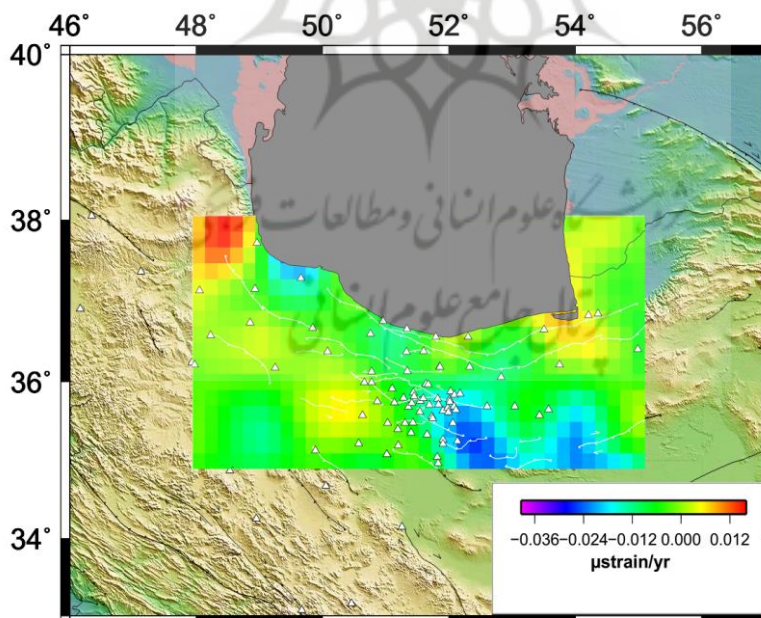 46° 48° 50° 52° 54° 56°
40°
38°
پژوهشگاه علوم انسانی و مطالعات فرهنگی
پرتال جامع علوم انسانی
36°
34°
−0.036 −0.024 −0.012 0.000 0.012
μstrain/yr